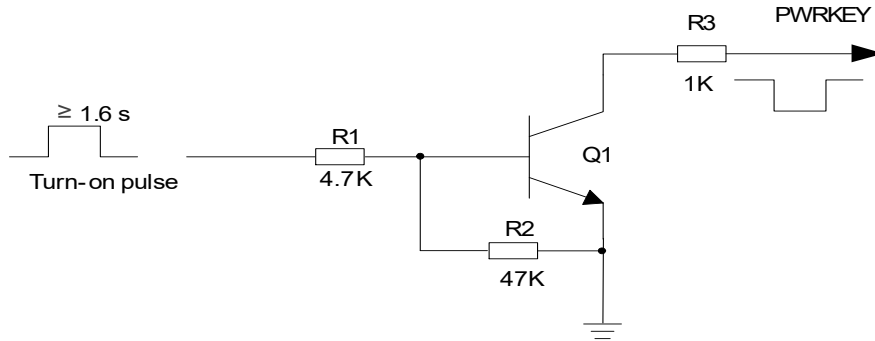 PWRKEY
R3
1K
≥ 1.6 s
Turn-on pulse
R1
4.7K
Q1
R2
47K